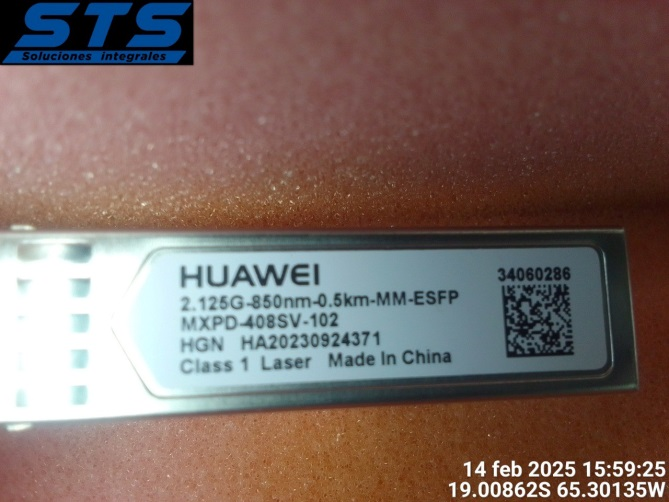 STS
Soluciones integrales
HUAWEI
34060286
2.125G-850nm-0.5km-MM-ESFP
MXPD-408SV-102
HGN HA20230924371
Class 1 Laser Made In China
14 feb 2025 15:59:25
19.00862S 65.30135W